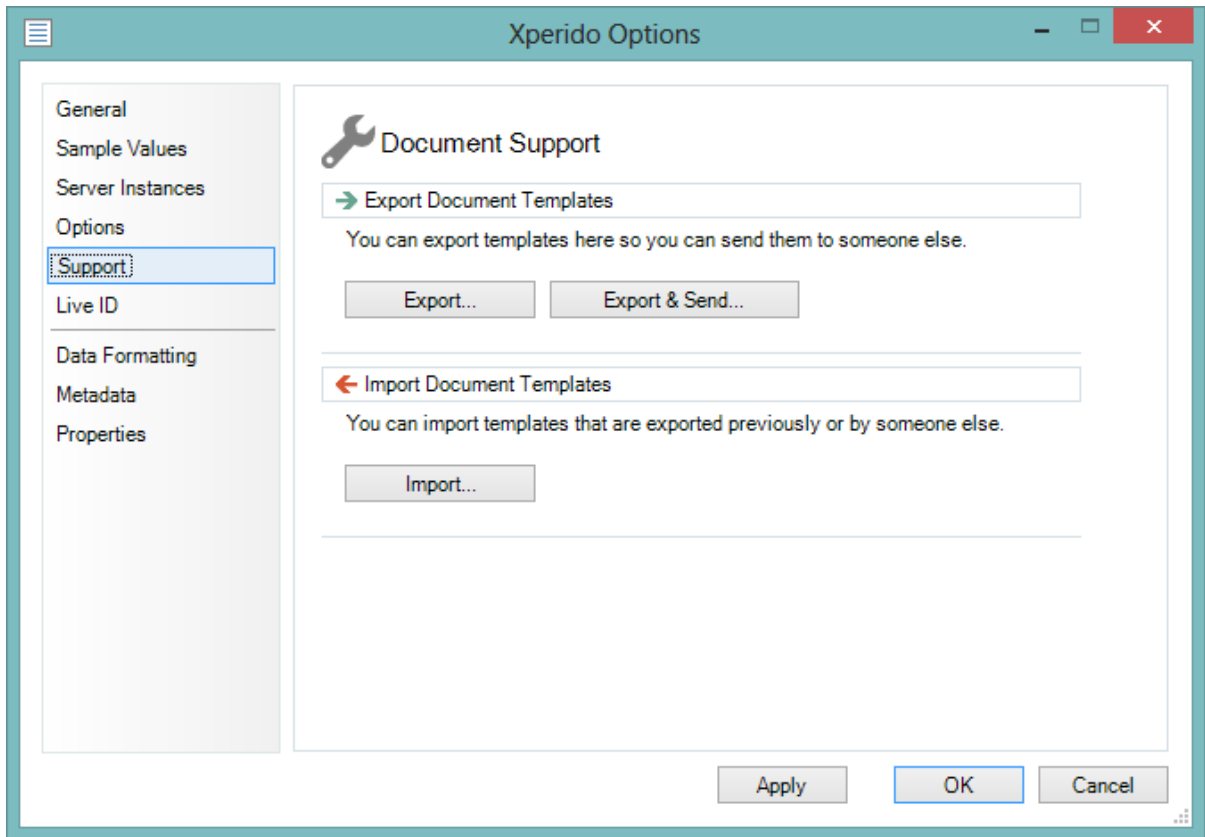 Xperido Options
General
Sample Values
Server Instances
Options
Support
Live ID
Data Formatting
Metadata
Properties
Document Support
Export Document Templates
You can export templates here so you can send them to someone else.
Export...
Export & Send...
Import Document Templates
You can import templates that are exported previously or by someone else.
Import...
Apply
OK
Cancel